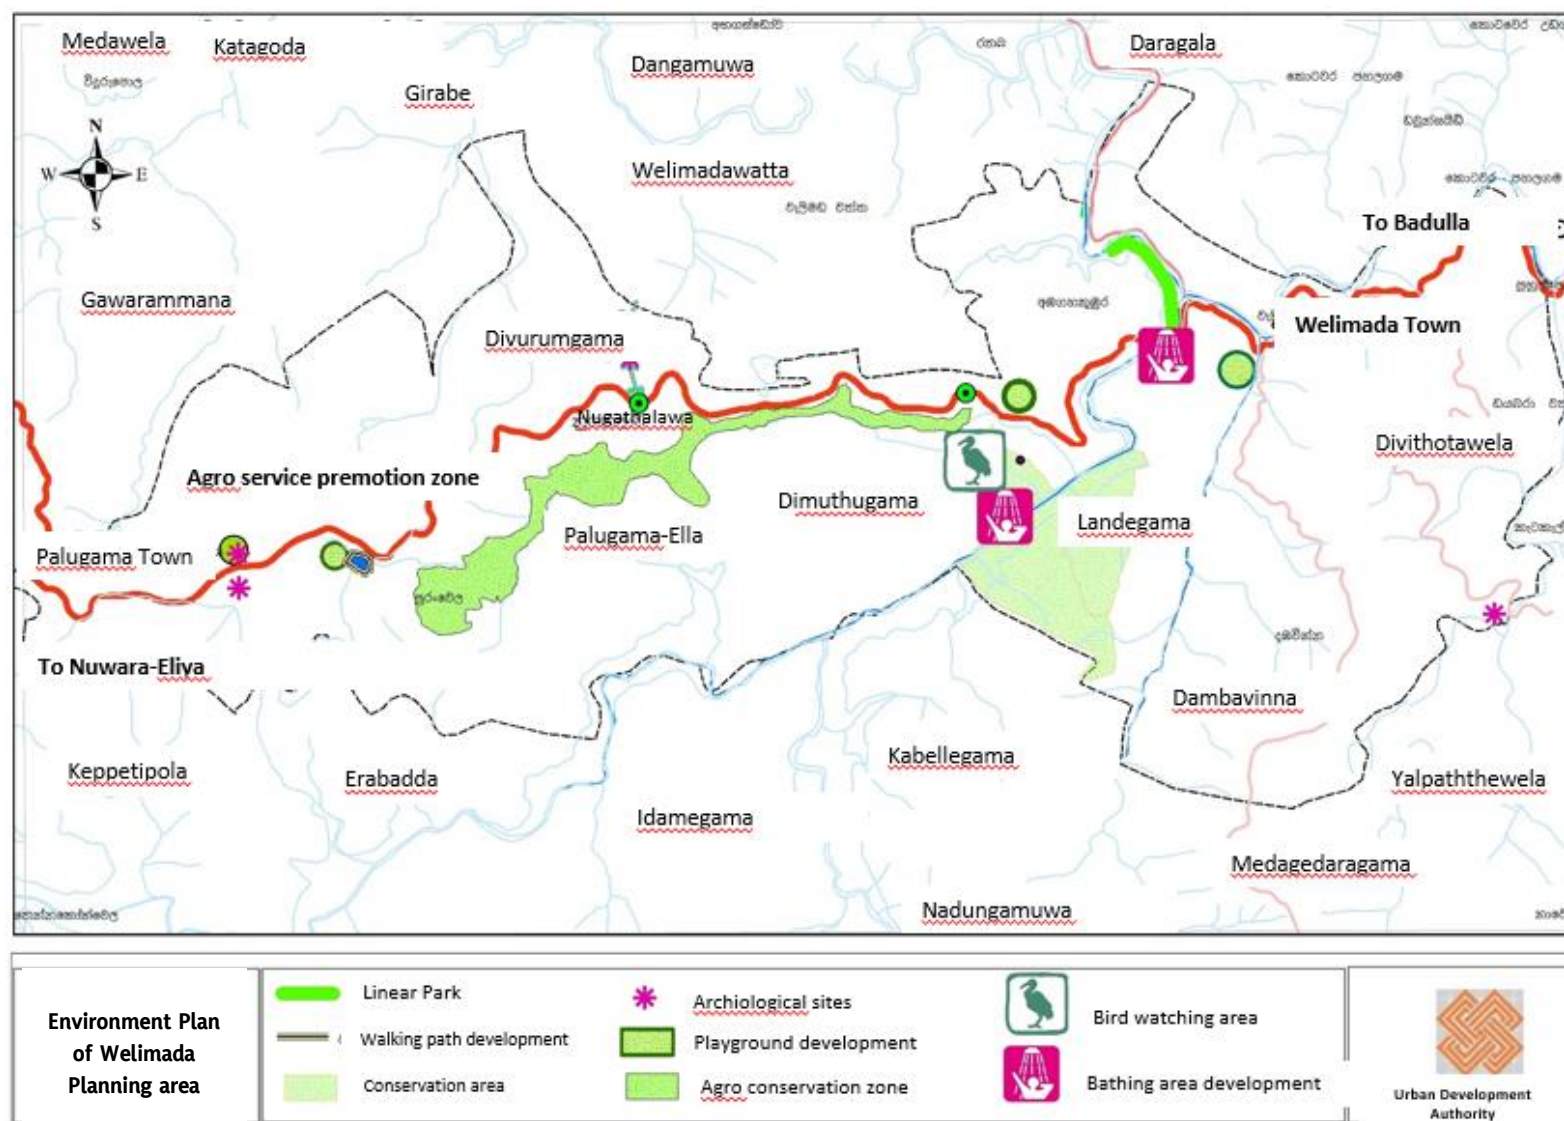 අඹගස්ඩෝව
Medawela
Katagoda
Daragala
Dangamuwa
Girabe
Welimadawatta
වැලිමඩ වත්ත
N
W
E
S
To Badulla
Gawarammana
Welimada Town
Divurumgama
Nugathalawa
Divithotawela
Agro service premotion zone
Dimuthugama
Landegama
Palugama-Ella
Palugama Town
To Nuwara-Eliya
Dambavinna
Keppetipola
Erabadda
Kabellegama
Yalpaththewela
Idamegama
Medagedaragama
Nadungamuwa
Environment Plan
of Welimada
Planning area
Linear Park
Walking path development
Conservation area
Archiological sites
Playground development
Agro conservation zone
Bird watching area
Bathing area development
Urban Development
Authority